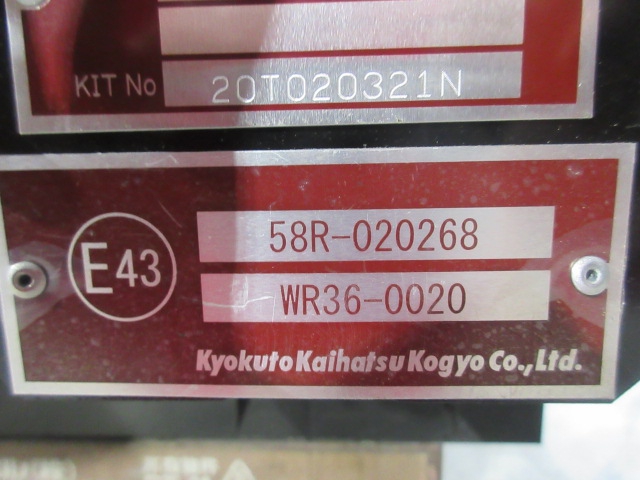 KIT No 20T020321N
E43
58R-020268
WR36-0020
Kyokuto Kaihatsu Kogyo Co.,Ltd.